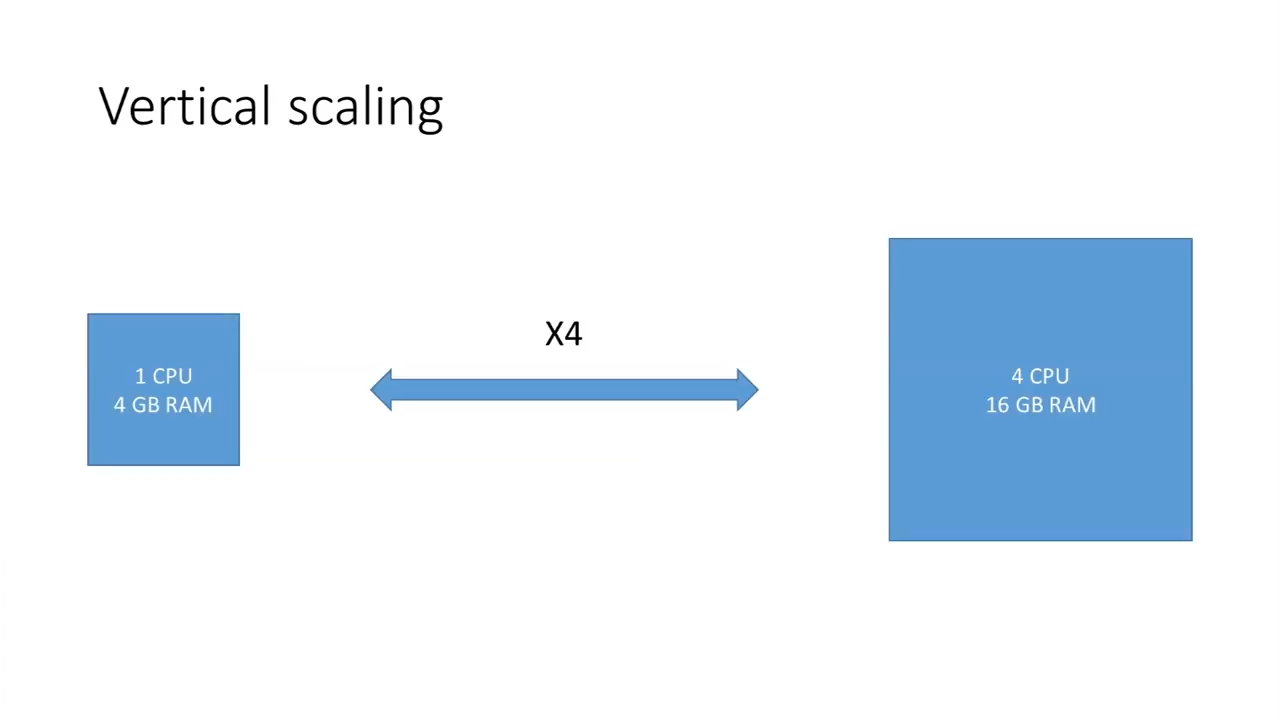 Vertical scaling
X4
1 CPU
4 GB RAM
4 CPU
16 GB RAM